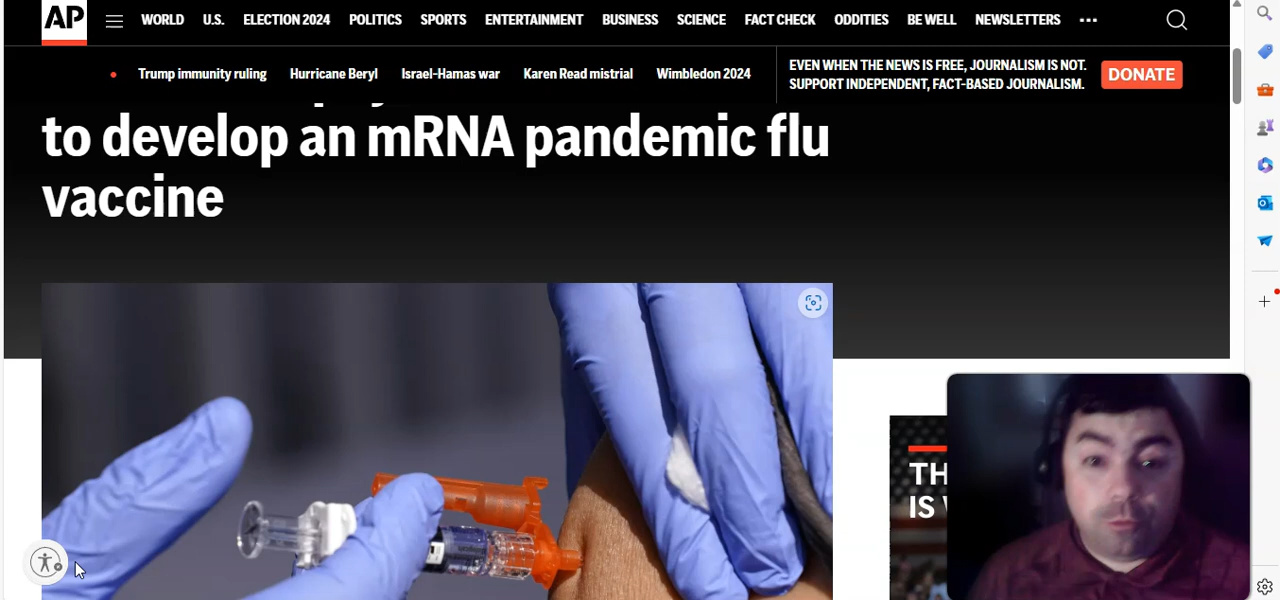 AP
WORLD U.S. ELECTION 2024 POLITICS SPORTS ENTERTAINMENT BUSINESS SCIENCE FACT CHECK ODDITIES BE WELL NEWSLETTERS
Trump immunity ruling Hurricane Beryl Israel-Hamas war Karen Read mistrial Wimbledon 2024
EVEN WHEN THE NEWS IS FREE, JOURNALISM IS NOT.
SUPPORT INDEPENDENT, FACT-BASED JOURNALISM.
DONATE
to develop an mRNA pandemic flu
vaccine
IS